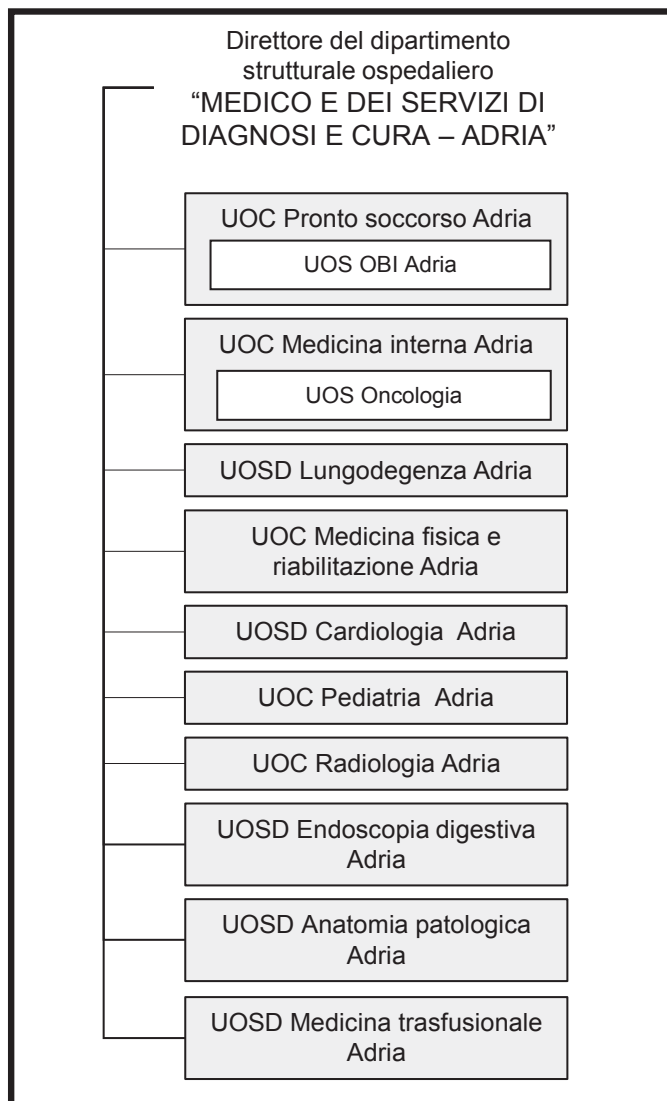 Direttore del dipartimento
strutturale ospedaliero
“MEDICO E DEI SERVIZI DI
DIAGNOSI E CURA – ADRIA”
UOC Pronto soccorso Adria
UOS OBI Adria
UOC Medicina interna Adria
UOS Oncologia
UOSD Lungodegenza Adria
UOC Medicina fisica e
riabilitazione Adria
UOSD Cardiologia  Adria
UOC Pediatria  Adria
UOC Radiologia Adria
UOSD Endoscopia digestiva
Adria
UOSD Anatomia patologica
Adria
UOSD Medicina trasfusionale
Adria